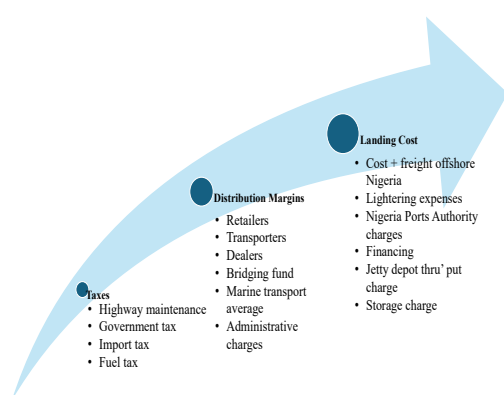 Taxes
• Highway maintenance
• Government tax
• Import tax
• Fuel tax
Distribution Margins
• Retailers
• Transporters
• Dealers
• Bridging fund
• Marine transport
average
• Administrative
charges
Landing Cost
• Cost + freight offshore
Nigeria
• Lightering expenses
• Nigeria Ports Authority
charges
• Financing
• Jetty depot thru’ put
charge
• Storage charge